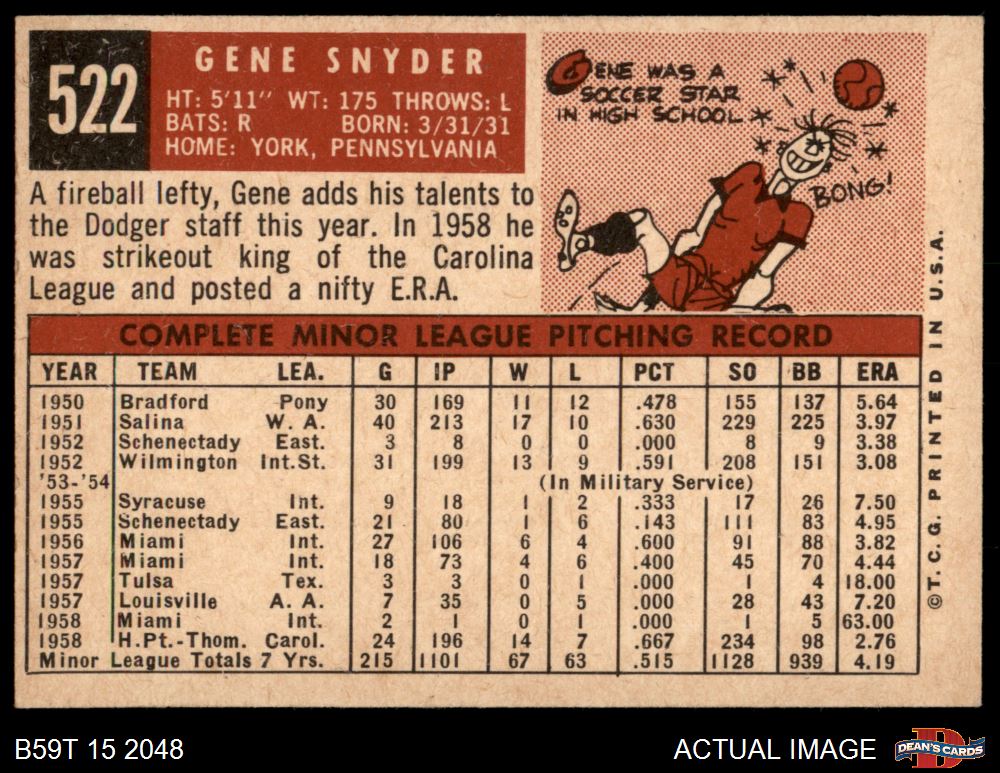 522
GENE SNYDER
HT: 5'11" WT: 175 THROWS: L
BATS: R BORN: 3/31/31
HOME: YORK, PENNSYLVANIA
A fireball lefty, Gene adds his talents to
the Dodger staff this year. In 1958 he
was strikeout king of the Carolina
League and posted a nifty E.R.A.
GENE WAS A
SOCCER STAR
IN HIGH SCHOOL
BONG!
COMPLETE MINOR LEAGUE PITCHING RECORD
YEAR TEAM LEA. G IP W L PCT SO BB ERA
1950 Bradford Pony 30 169 11 12 .478 155 137 5.64
1951 Salina W. A. 40 213 17 10 .630 229 225 3.97
1952 Schenectady East. 3 8 0 0 .000 8 9 3.38
1952 Wilmington Int.St. 31 199 13 9 .591 208 151 3.08
'53-'54 (In Military Service)
1955 Syracuse Int. 9 18 1 2 .333 17 26 7.50
1955 Schenectady East. 21 80 1 6 .143 111 83 4.95
1956 Miami Int. 27 106 6 4 .600 91 88 3.82
1957 Miami Int. 18 73 4 6 .400 45 70 4.44
1957 Tulsa Tex. 3 3 0 1 .000 1 4 18.00
1957 Louisville A. A. 7 35 0 5 .000 28 43 7.20
1958 Miami Int. 2 1 0 1 .000 1 5 63.00
1958 H.Pt.-Thom. Carol. 24 196 14 7 .667 234 98 2.76
Minor League Totals 7 Yrs. 215 1101 67 63 .515 1128 939 4.19
©T. C. G. PRINTED IN U.S.A.
B59T 15 2048
ACTUAL IMAGE
D
DEAN'S CARDS